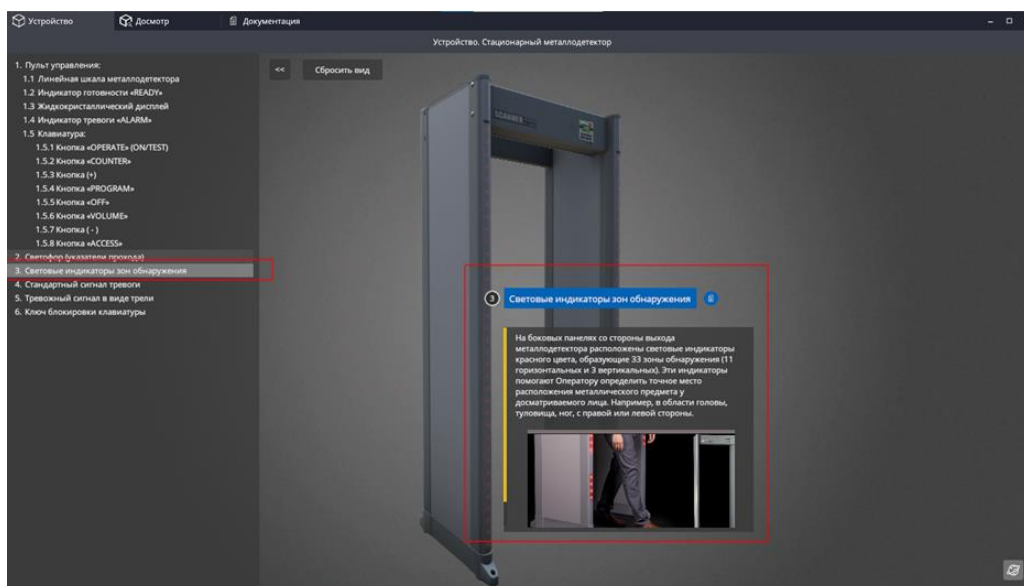 Устройство
Досмотр
Документация
Устройство. Стационарный металлодетектор
<<
Сбросить вид
1. Пульт управления:
1.1 Линейная шкала металлодетектора
1.2 Индикатор готовности «READY»
1.3 Жидкокристаллический дисплей
1.4 Индикатор тревоги «ALARM»
1.5 Клавиатура:
1.5.1 Кнопка «OPERATE» (ON/TEST)
1.5.2 Кнопка «COUNTER»
1.5.3 Кнопка (+)
1.5.4 Кнопка «PROGRAM»
1.5.5 Кнопка «OFF»
1.5.6 Кнопка «VOLUME»
1.5.7 Кнопка ( - )
1.5.8 Кнопка «ACCESS»
2. Светофор (указатели прохода)
3. Световые индикаторы зон обнаружения
4. Стандартный сигнал тревоги
5. Тревожный сигнал в виде трели
6. Ключ блокировки клавиатуры
SCANNER
3
Световые индикаторы зон обнаружения
На боковых панелях со стороны выхода
металлодетектора расположены световые индикаторы
красного цвета, образующие 33 зоны обнаружения (11
горизонтальных и 3 вертикальных). Эти индикаторы
помогают Оператору определить точное место
расположения металлического предмета у
досматриваемого лица. Например, в области головы,
туловища, ног, с правой или левой стороны.